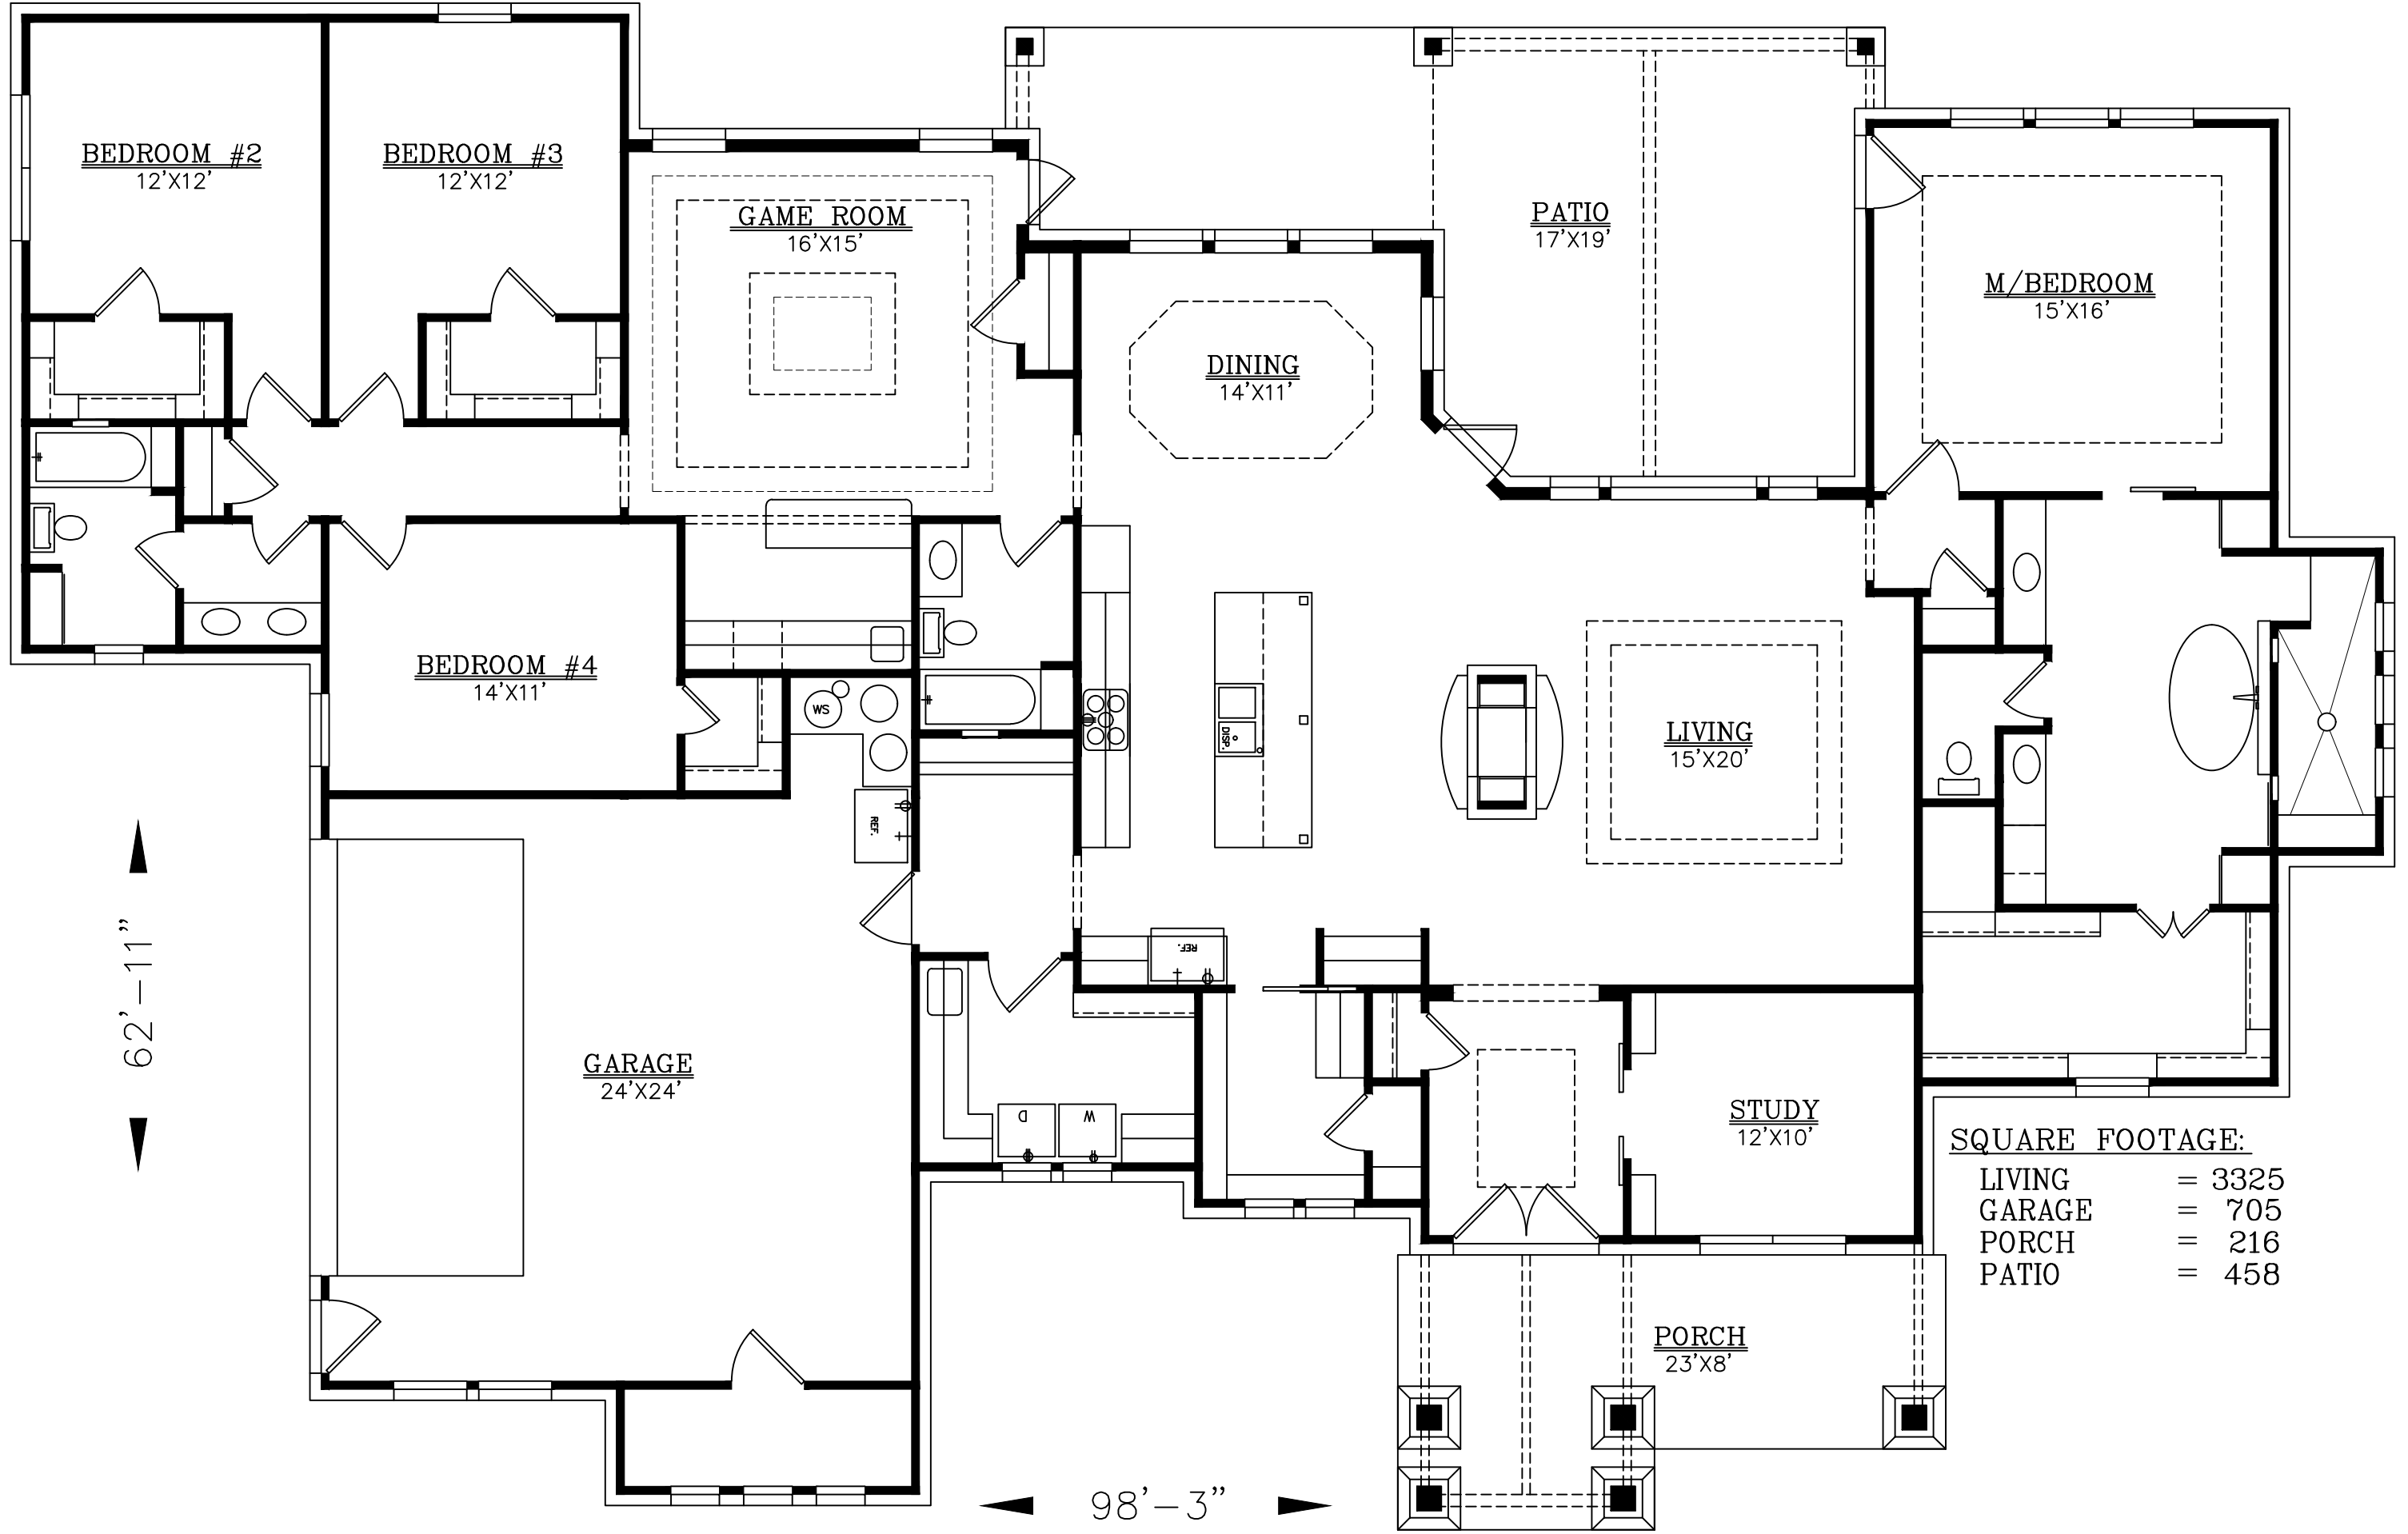 BEDROOM #2
12'X12'
BEDROOM #3
12'X12'
GAME ROOM
16'X15'
PATIO
17'X19'
M/BEDROOM
15'X16'
DINING
14'X11'
BEDROOM #4
14'X11'
SW
DISP.
LIVING
15'X20'
REF.
REF.
62'-11"
GARAGE
24'X24'
D
W
STUDY
12'X10'
SQUARE FOOTAGE:
LIVING = 3325
GARAGE = 705
PORCH = 216
PATIO = 458
PORCH
23'X8'
98'-3"